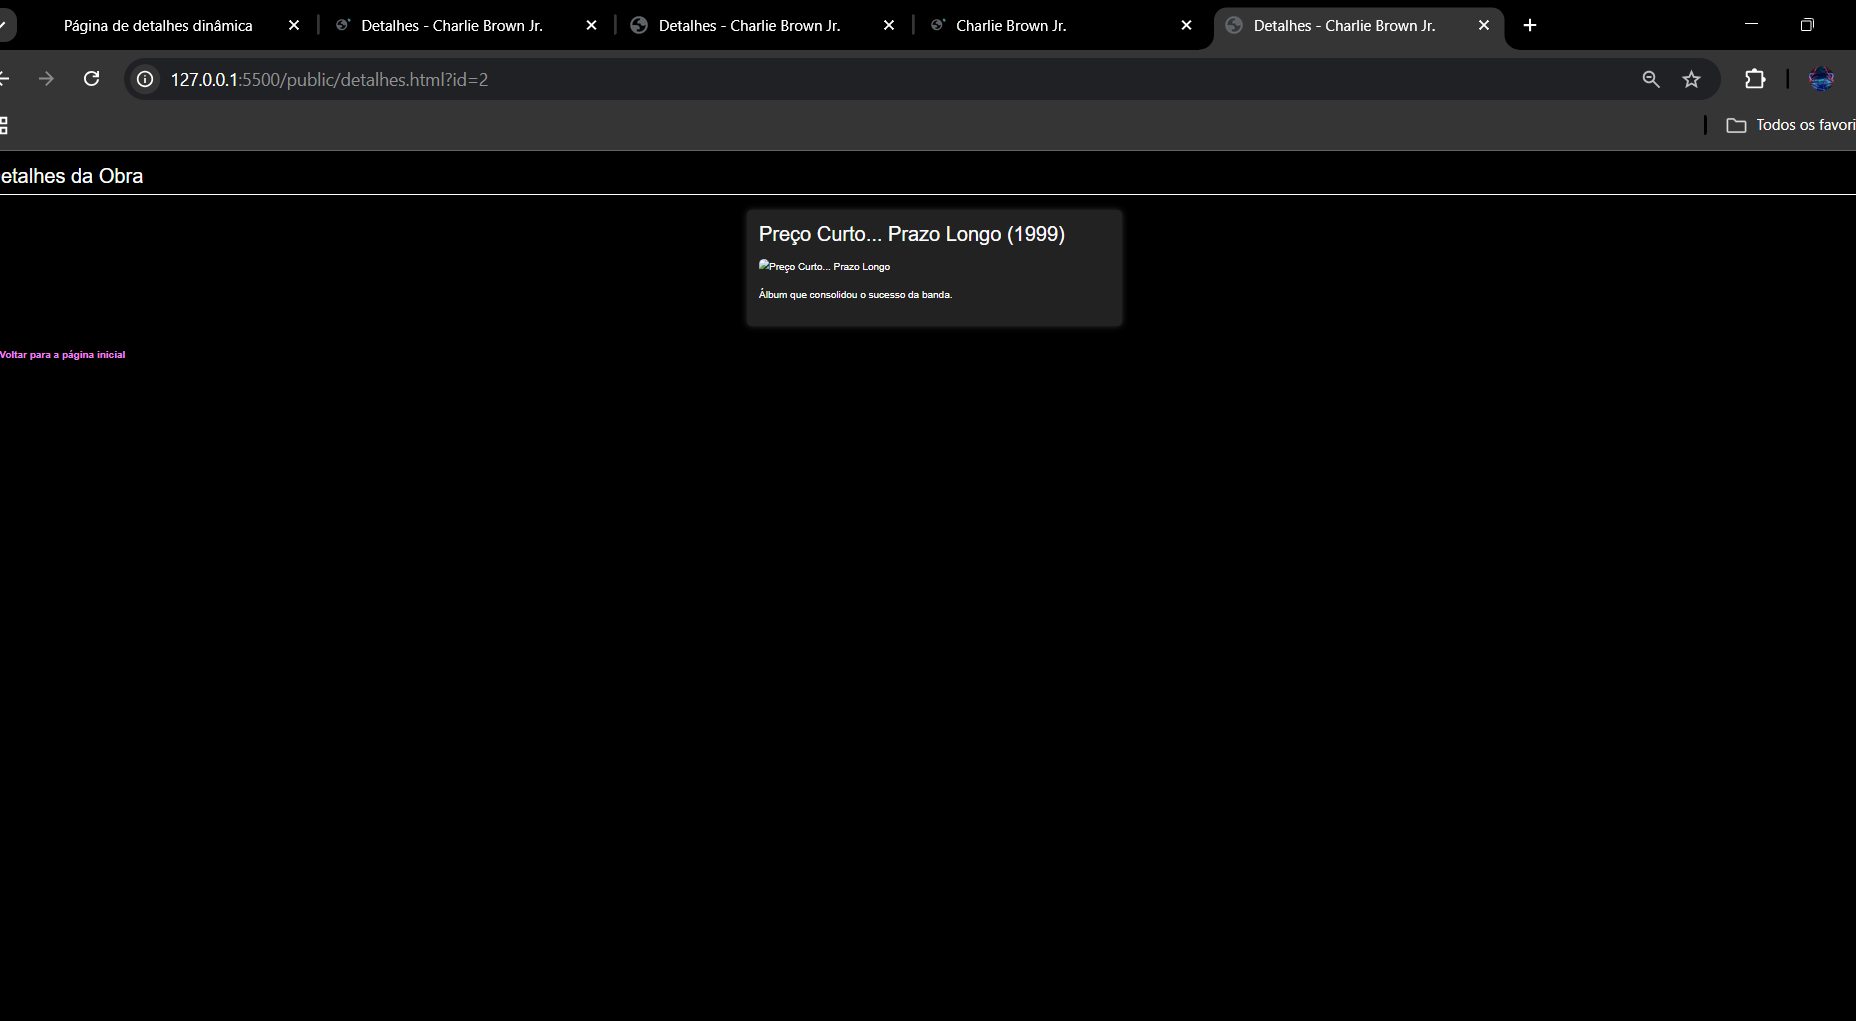 Página de detalhes dinâmica
Detalhes - Charlie Brown Jr.
Detalhes - Charlie Brown Jr.
Charlie Brown Jr.
Detalhes - Charlie Brown Jr.
127.0.0.1:5500/public/detalhes.html?id=2
Todos os favori
etalhes da Obra
Preço Curto... Prazo Longo (1999)
Preço Curto... Prazo Longo
Álbum que consolidou o sucesso da banda.
Voltar para a página inicial